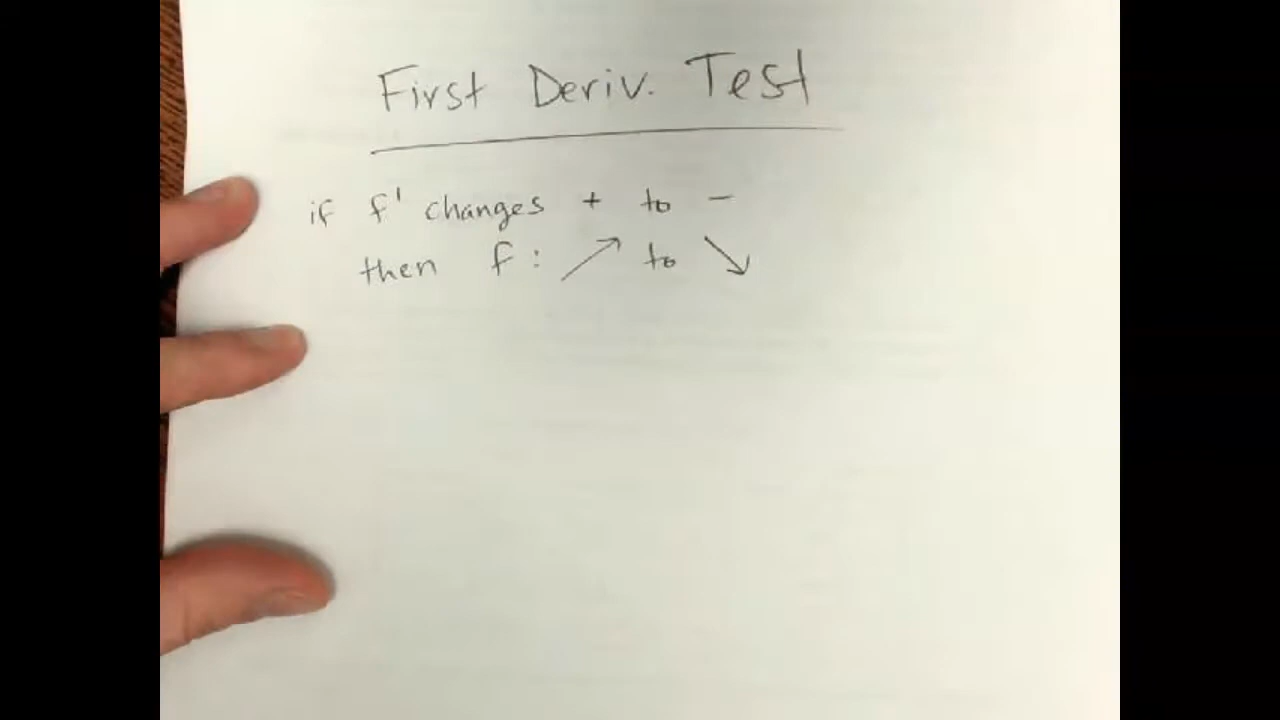 First Deriv. Test
if f' changes + to −
then f: ↗ to ↘